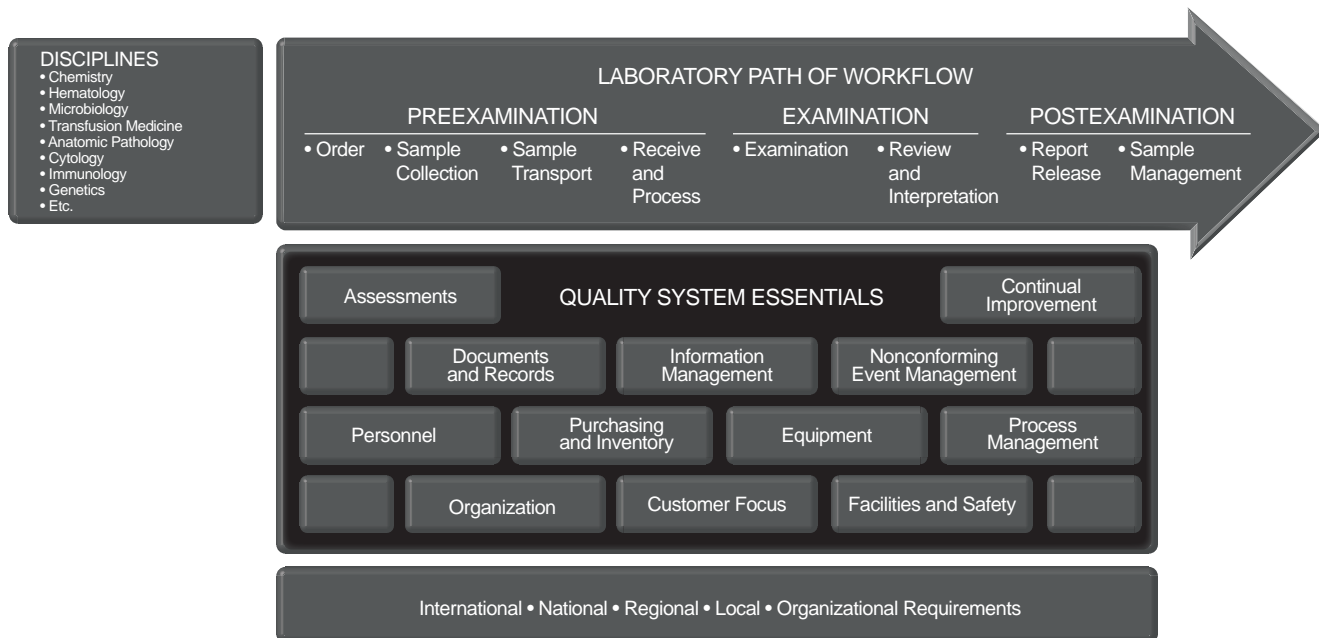 DISCIPLINES
• Chemistry
• Hematology
• Microbiology
• Transfusion Medicine
• Anatomic Pathology
• Cytology
• Immunology
• Genetics
• Etc.
LABORATORY PATH OF WORKFLOW
PREEXAMINATION
• Order
• Sample
Collection
• Sample
Transport
• Receive
and
Process
EXAMINATION
• Examination
• Review
and
Interpretation
POSTEXAMINATION
• Report
Release
• Sample
Management
QUALITY SYSTEM ESSENTIALS
Assessments
Continual
Improvement
Documents
and Records
Information
Management
Nonconforming
Event Management
Personnel
Purchasing
and Inventory
Equipment
Process
Management
Organization
Customer Focus
Facilities and Safety
International • National • Regional • Local • Organizational Requirements